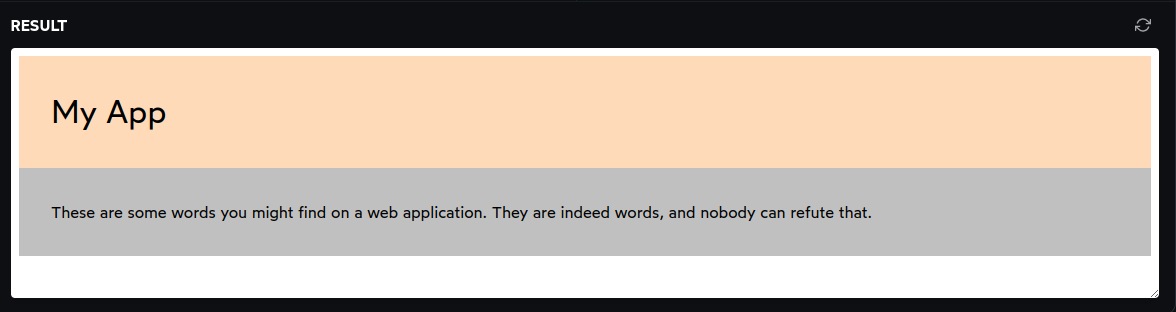 RESULT
My App
These are some words you might find on a web application. They are indeed words, and nobody can refute that.